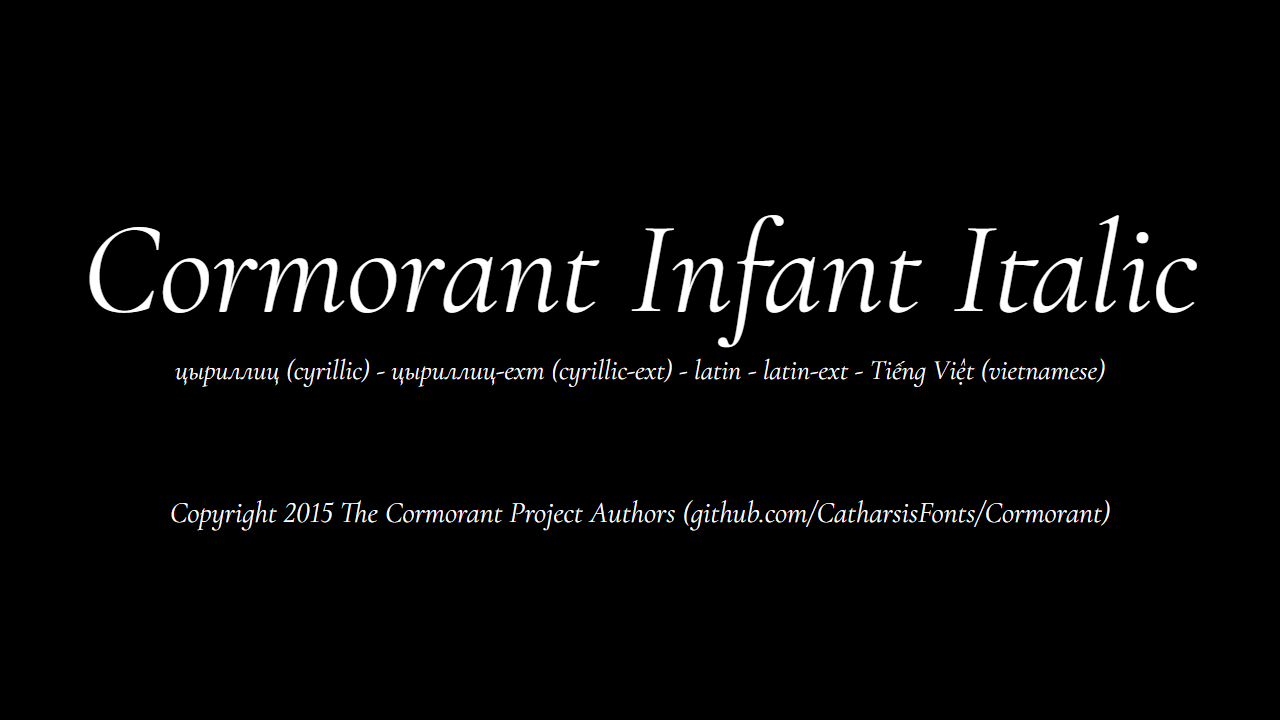 Cormorant Infant Italic
цыриллиц (cyrillic) - цыриллиц-ext (cyrillic-ext) - latin - latin-ext - Tiếng Việt (vietnamese)
Copyright 2015 The Cormorant Project Authors (github.com/CatharsisFonts/Cormorant)